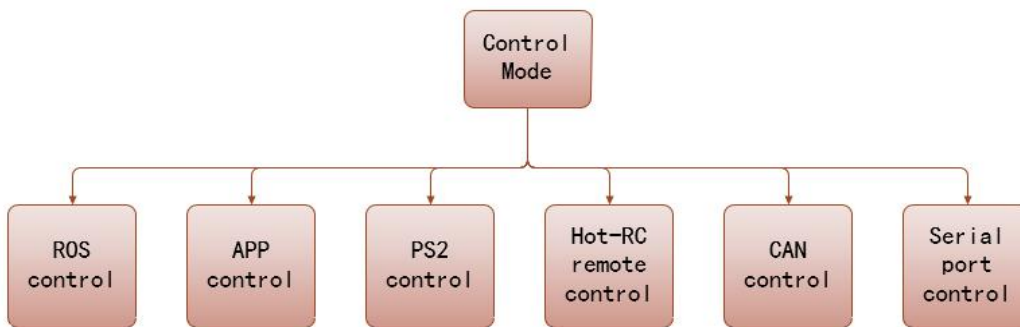 Control
Mode
ROS
control
APP
control
PS2
control
Hot-RC
remote
control
CAN
control
Serial
port
control